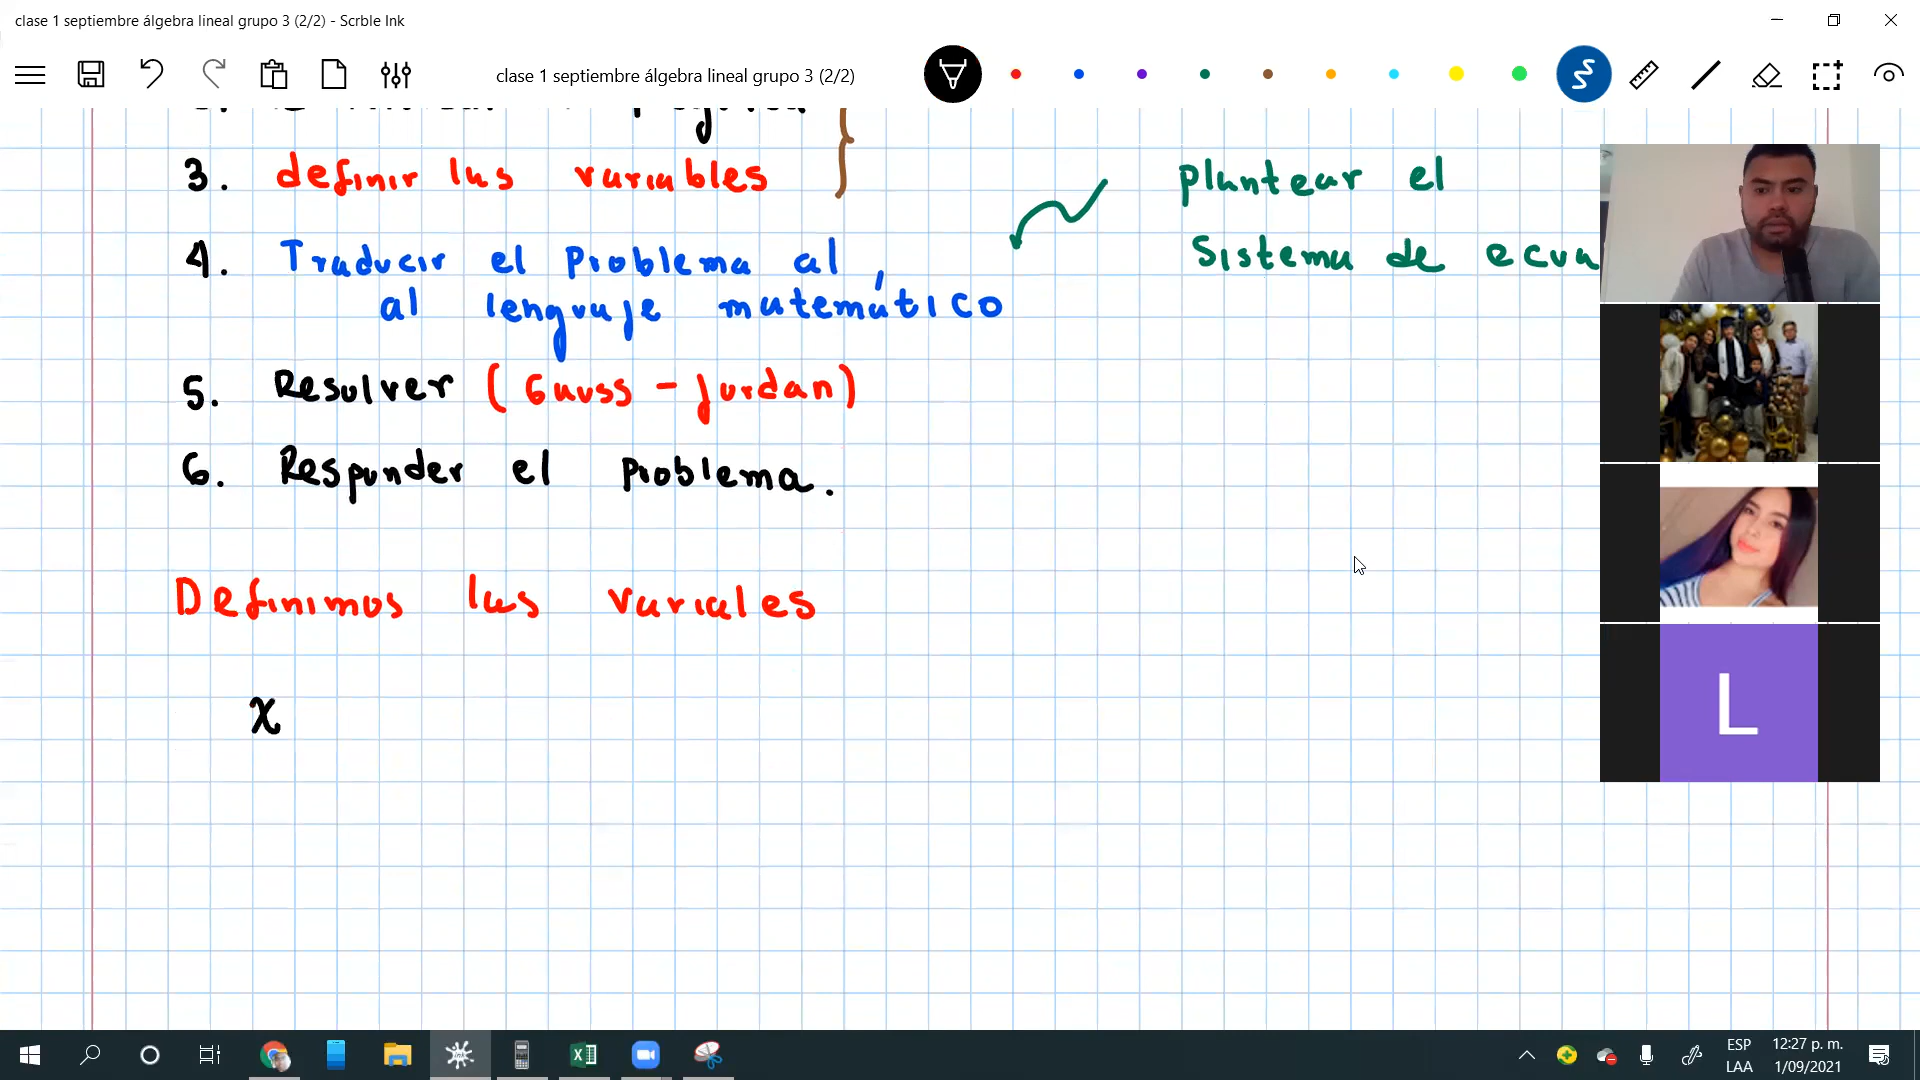 clase 1 septiembre álgebra lineal grupo 3 (2/2) - Scrble Ink
clase 1 septiembre álgebra lineal grupo 3 (2/2)
3. definir las variables
plantear el
4. Traducir el problema al
Sistema de ecua
al lenguaje matemático
5. Resolver (Gauss - Jordan)
6. Responder el problema.
Definimos las variales
x
L
ESP
LAA
12:27 p. m.
1/09/2021